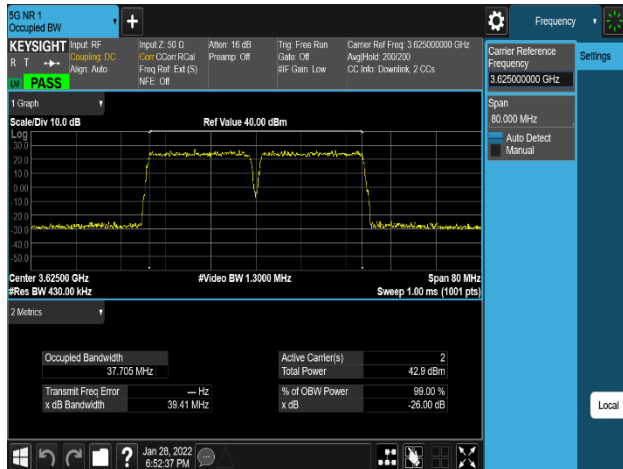 5G NR 1
Occupied BW
Frequency
KEYSIGHT Input: RF
R T Coupling: DC
Align: Auto
PASS
Input Z: 50 Ω
Corr CCorr RCal
Freq Ref: Ext (S)
NFE: Off
Atten: 16 dB
Preamp: Off
Trig: Free Run
Gate: Off
#IF Gain: Low
Carrier Ref Freq: 3.625000000 GHz
Avg|Hold: 200/200
CC Info: Downlink, 2 CCs
Carrier Reference
Frequency
3.625000000 GHz
Settings
Span
80.000 MHz
Auto Detect
Manual
1 Graph
Scale/Div 10.0 dB
Ref Value 40.00 dBm
Log
30.0
20.0
10.0
0.00
-10.0
-20.0
-30.0
-40.0
-50.0
Center 3.62500 GHz
#Video BW 1.3000 MHz
Span 80 MHz
#Res BW 430.00 kHz
Sweep 1.00 ms (1001 pts)
2 Metrics
Occupied Bandwidth
37.705 MHz
Transmit Freq Error --- Hz
x dB Bandwidth 39.41 MHz
Active Carrier(s) 2
Total Power 42.9 dBm
% of OBW Power 99.00 %
x dB -26.00 dB
Local
?
Jan 28, 2022
6:52:37 PM